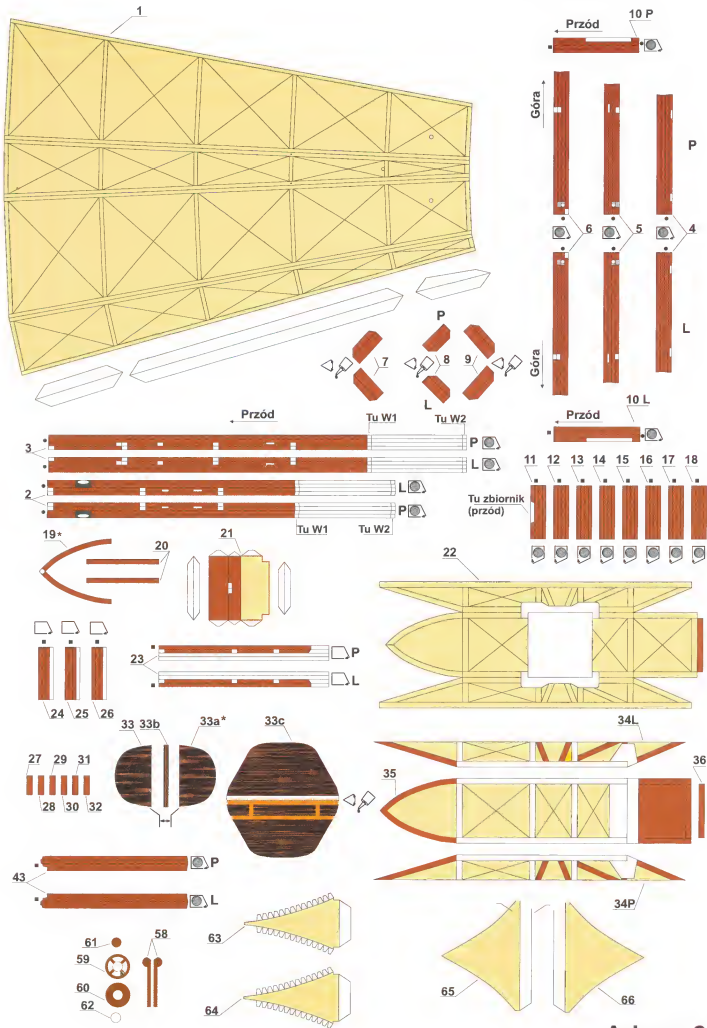 1
10 P
Przód
Góra
P
6
5
4
L
Góra
P
7
8
9
L
10 L
Przód
Przód
Tu W1
Tu W2
3
P
L
2
L
P
Tu W1
Tu W2
11
12
13
14
15
16
17
18
Tu zbiornik
(przód)
19*
20
21
22
23
P
L
24
25
26
27
29
31
28
30
32
33
33b
33a*
33c
34L
35
36
34P
43
P
L
61
58
59
60
62
63
64
65
66